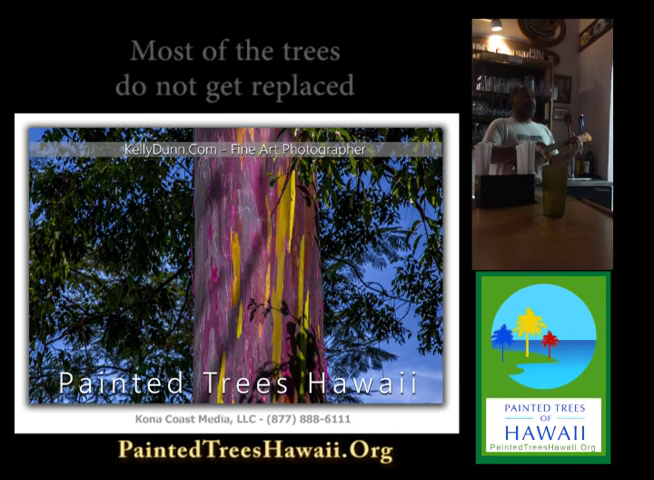 Most of the trees
do not get replaced
KellyDunn.Com - Fine Art Photographer
Painted Trees Hawaii
Kona Coast Media, LLC - (877) 888-6111
PaintedTreesHawaii.Org
PAINTED TREES
OF
HAWAII
PaintedTreesHawaii.Org